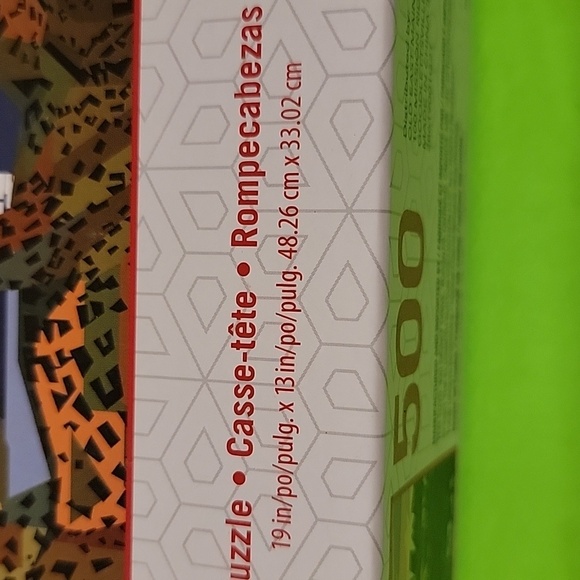 uzzle • Casse-tête • Rompecabezas
19 in/po/pulg. x 13 in/po/pulg. 48.26 cm x 33.02 cm
500